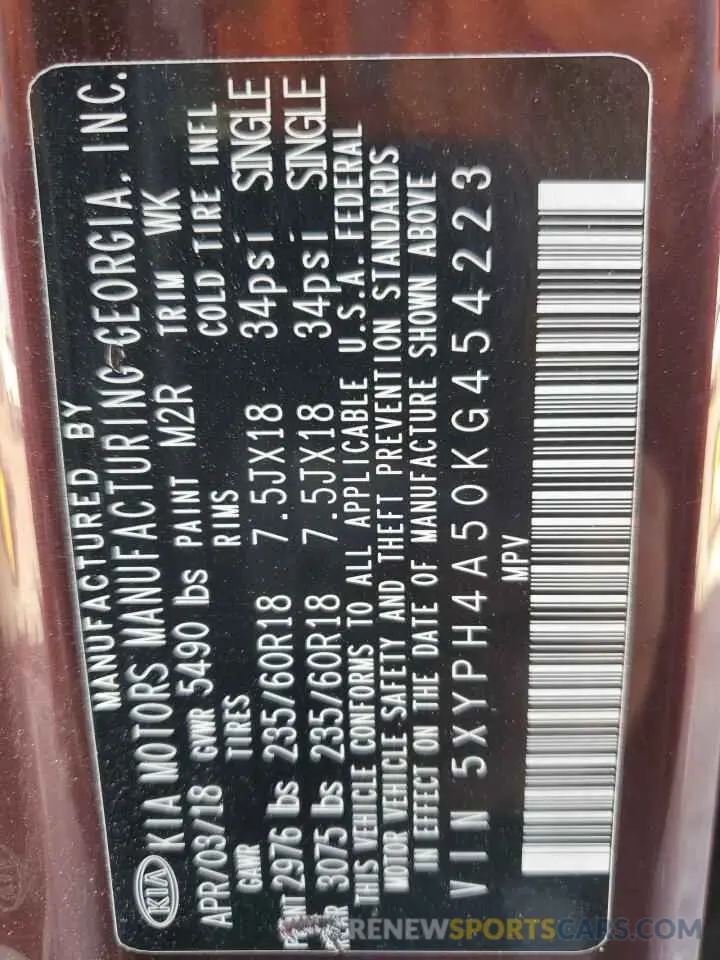 MANUFACTURED BY
KIA KIA MOTORS MANUFACTURING GEORGIA, INC.
APR/03/18 GVWR 5490 lbs PAINT M2R TRIM WK
GAWR TIRES RIMS COLD TIRE INFL
2976 lbs 235/60R18 7.5JX18 34psi SINGLE
3075 lbs 235/60R18 7.5JX18 34psi SINGLE
THIS VEHICLE CONFORMS TO ALL APPLICABLE U.S.A. FEDERAL
MOTOR VEHICLE SAFETY AND THEFT PREVENTION STANDARDS
IN EFFECT ON THE DATE OF MANUFACTURE SHOWN ABOVE
VIN 5XYPH4A50KG454223
MPV
RENEWSPORTSCARS.COM